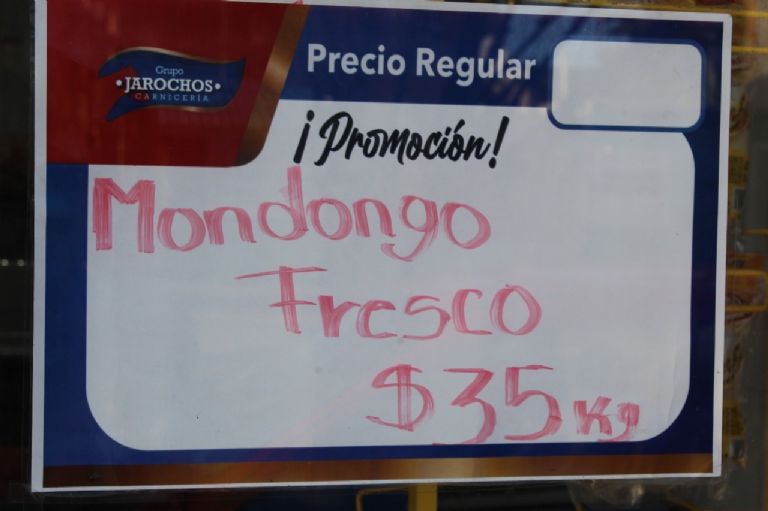 Grupo
JAROCHOS
CARNICERÍA
Precio Regular
¡Promoción!
Mondongo
Fresco
$35 Kg